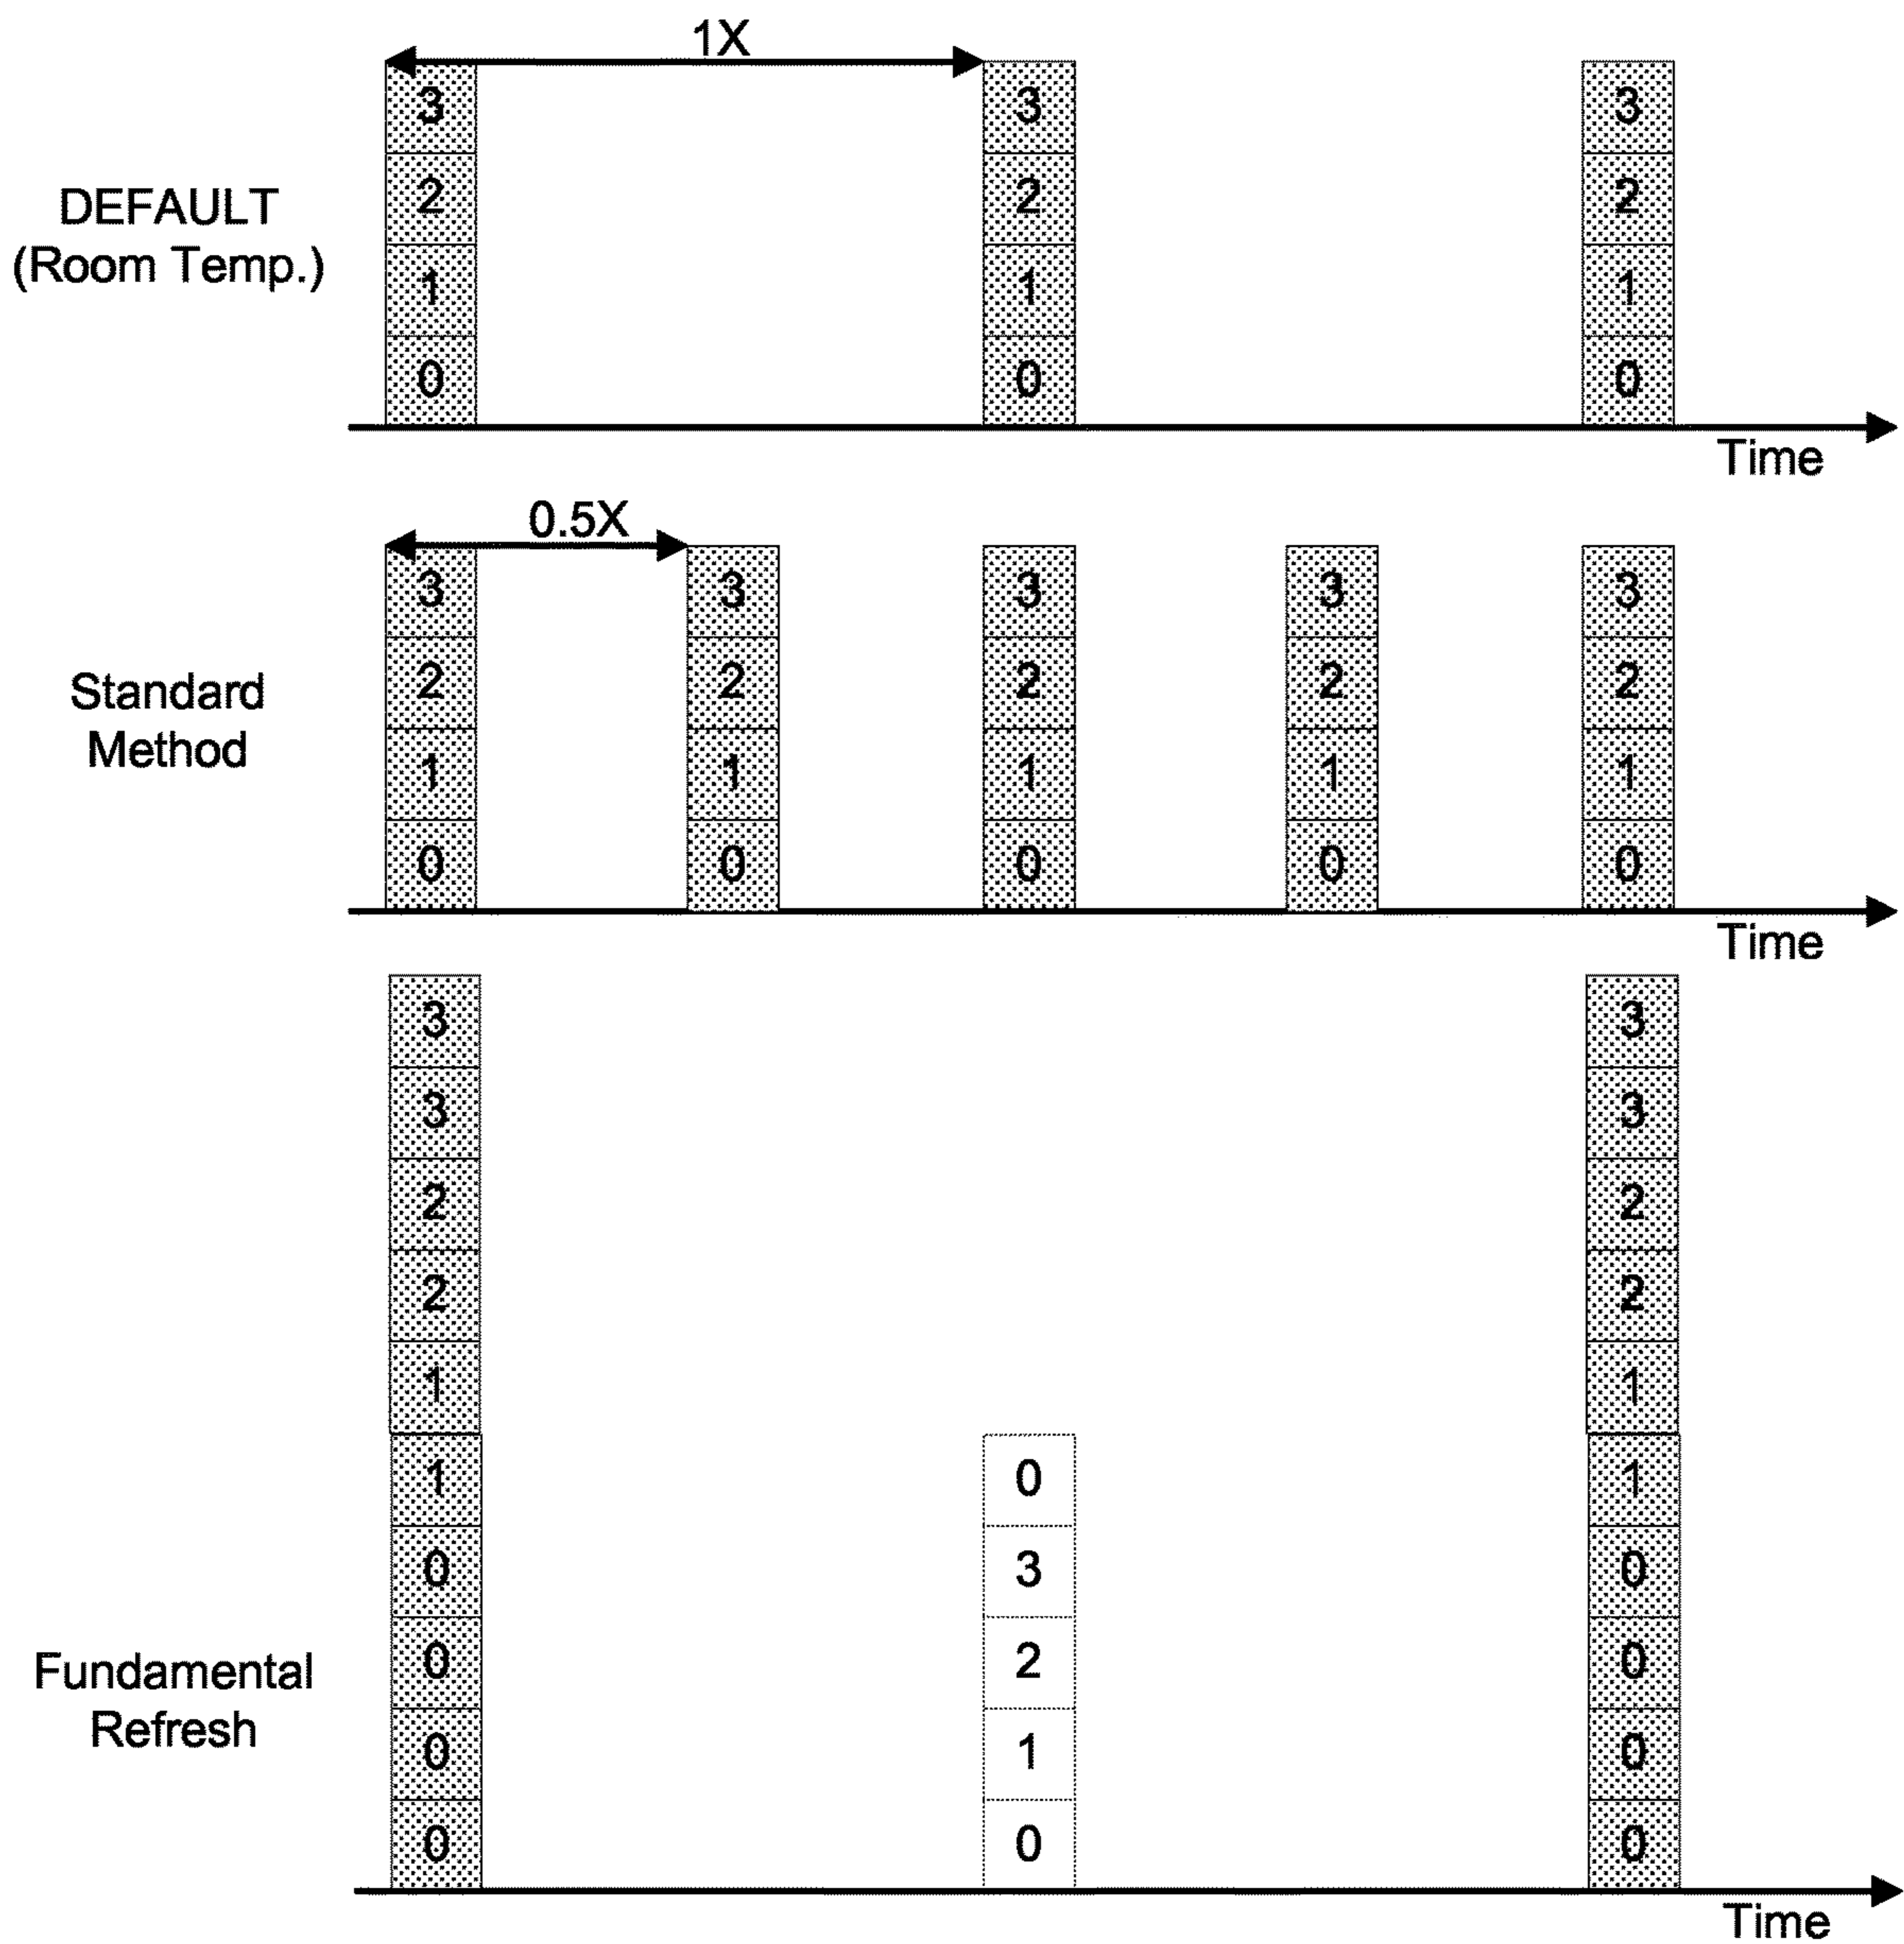 1X
3 3 3
2 2 2
DEFAULT
(Room Temp.)
1 1 1
0 0 0
Time
0.5X
3 3 3 3 3
2 2 2 2 2
Standard
Method
1 1 1 1 1
0 0 0 0 0
Time
3 3
3 3
2 2
2 2
1 1
1 0 1
0 3 0
0 2 0
Fundamental
Refresh
0 1 0
0 0 0
Time